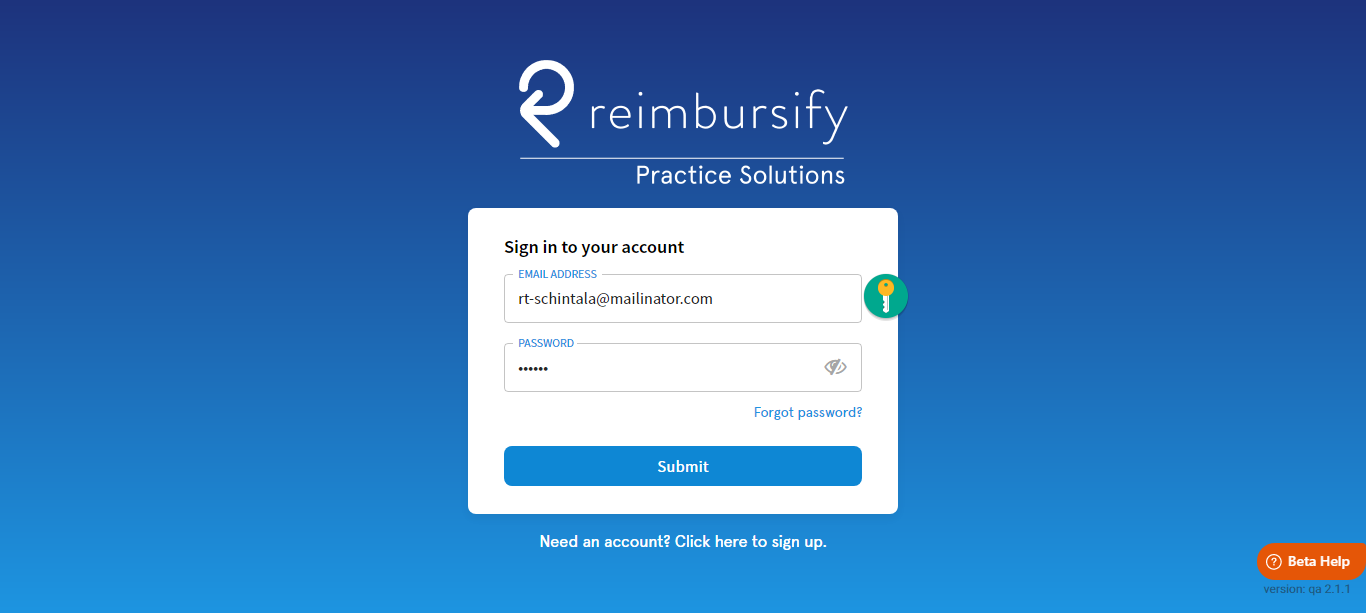 reimbursify
Practice Solutions
Sign in to your account
EMAIL ADDRESS
rt-schintala@mailinator.com
PASSWORD
••••••
Forgot password?
Submit
Need an account? Click here to sign up.
Beta Help
version: qa 2.1.1